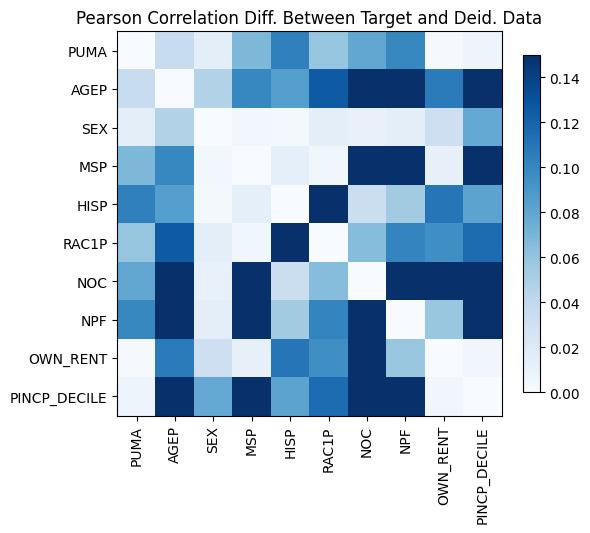 Pearson Correlation Diff. Between Target and Deid. Data
PUMA
AGEP
SEX
MSP
HISP
RAC1P
NOC
NPF
OWN_RENT
PINCP_DECILE
PUMA
AGEP
SEX
MSP
HISP
RAC1P
NOC
NPF
OWN_RENT
PINCP_DECILE
0.14
0.12
0.10
0.08
0.06
0.04
0.02
0.00